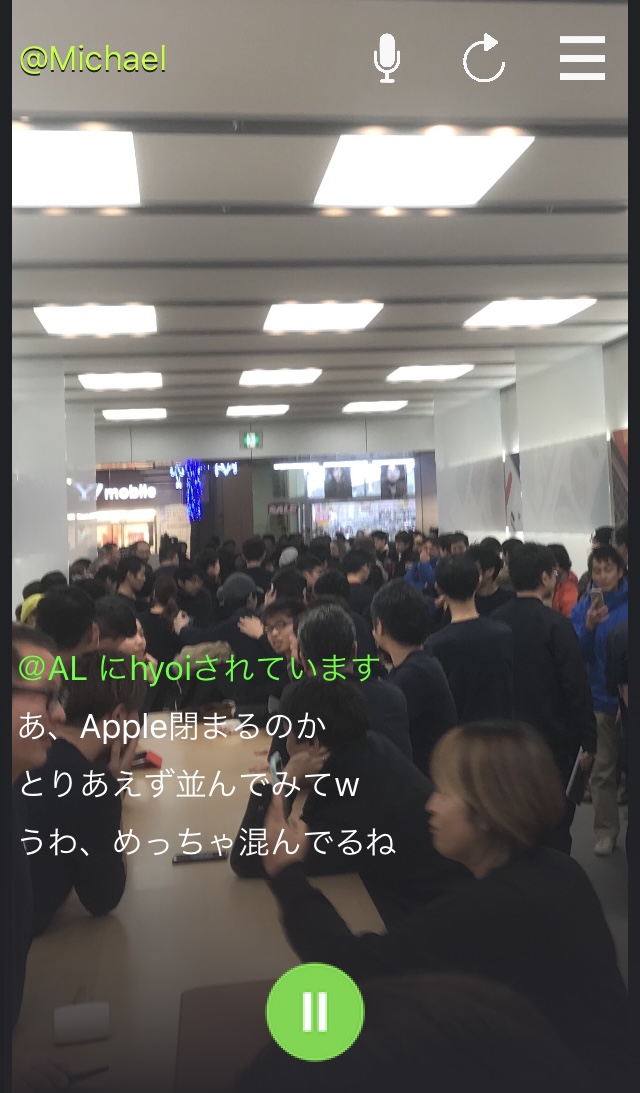 @Michael
Y!mobile
SALE
@AL にhyoiされています
あ、Apple閉まるのか
とりあえず並んでみてw
うわ、めっちゃ混んでるね